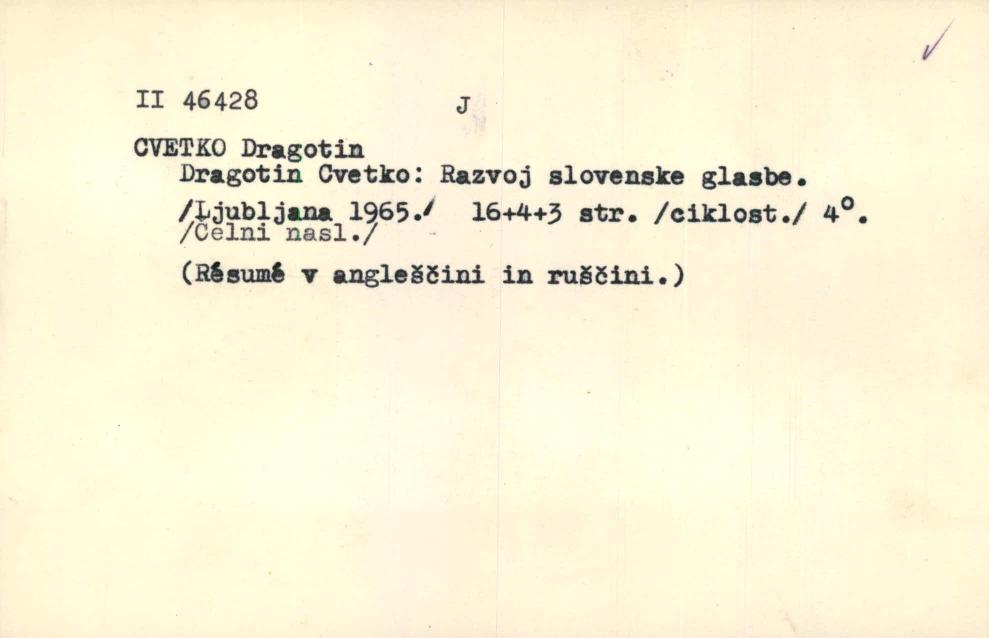 II 46428 J
CVETKO Dragotin
Dragotin Cvetko: Razvoj slovenske glasbe.
/Ljubljana 1965./ 16+4+3 str. /ciklost./ 4°.
/Čelni nasl./
(Résumé v angleščini in ruščini.)